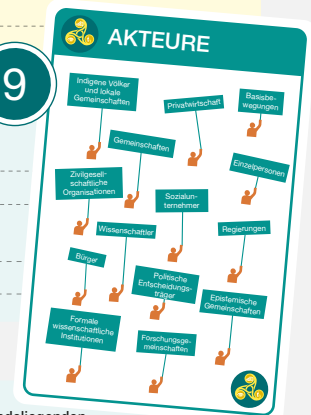 9
AKTEURE
Indigene Völker
und lokale
Gemeinschaften
Privatwirtschaft
Basisbe-
wegungen
Gemeinschaften
Einzelpersonen
Zivilgesell-
schaftliche
Organisationen
Sozialun-
ternehmer
Wissenschaftler
Regierungen
Bürger
Politische
Entscheidungs-
träger
Epistemische
Gemeinschaften
Formale
wissenschaftliche
Institutionen
Forschungsge-
meinschaften